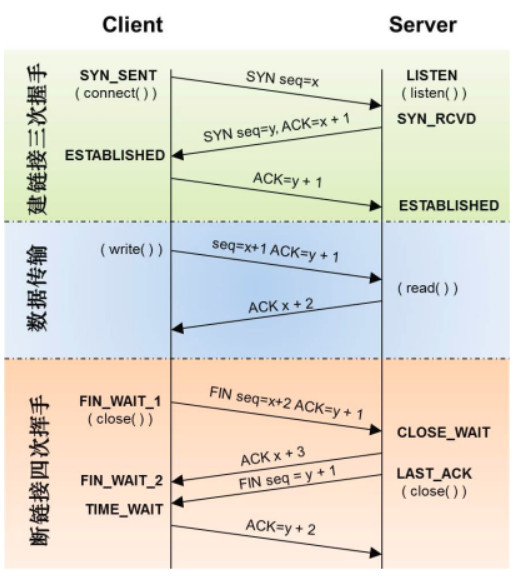 Client
Server
建链接三次握手
SYN_SENT
( connect( ) )
SYN seq=x
LISTEN
( listen( ) )
SYN_RCVD
SYN seq=y, ACK=x + 1
ESTABLISHED
ACK=y + 1
ESTABLISHED
数据传输
( write( ) )
seq=x+1 ACK=y + 1
( read( ) )
ACK x + 2
断链接四次挥手
FIN_WAIT_1
( close( ) )
FIN seq=x+2 ACK=y + 1
CLOSE_WAIT
ACK x + 3
FIN_WAIT_2
FIN seq = y + 1
LAST_ACK
( close( ) )
TIME_WAIT
ACK=y + 2